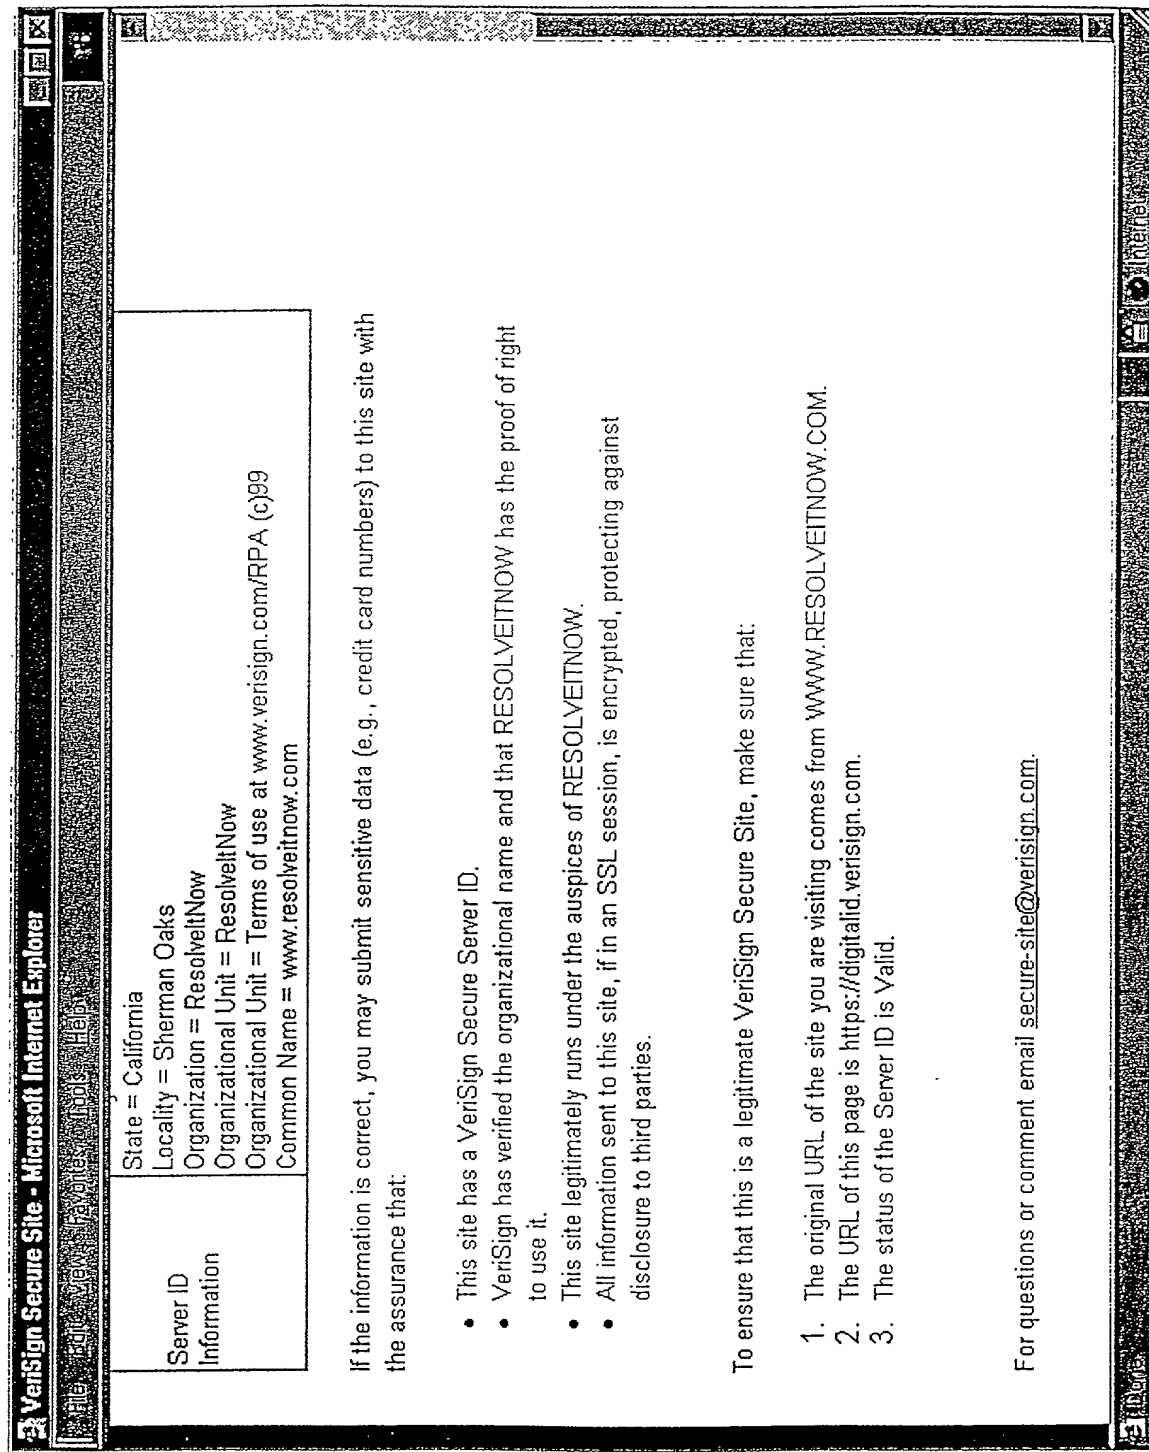 VeriSign Secure Site - Microsoft Internet Explorer
File Edit View Favorites Tools Help
Server ID
Information
State = California
Locality = Sherman Oaks
Organization = ResolveItNow
Organizational Unit = ResolveItNow
Organizational Unit = Terms of use at www.verisign.com/RPA (c)99
Common Name = www.resolveitnow.com
If the information is correct, you may submit sensitive data (e.g., credit card numbers) to this site with
the assurance that:
• This site has a VeriSign Secure Server ID.
• VeriSign has verified the organizational name and that RESOLVEITNOW has the proof of right
to use it.
• This site legitimately runs under the auspices of RESOLVEITNOW.
• All information sent to this site, if in an SSL session, is encrypted, protecting against
disclosure to third parties.
To ensure that this is a legitimate VeriSign Secure Site, make sure that:
1. The original URL of the site you are visiting comes from WWW.RESOLVEITNOW.COM.
2. The URL of this page is https://digitalid.verisign.com.
3. The status of the Server ID is Valid.
For questions or comment email secure-site@verisign.com.
Done
Internet